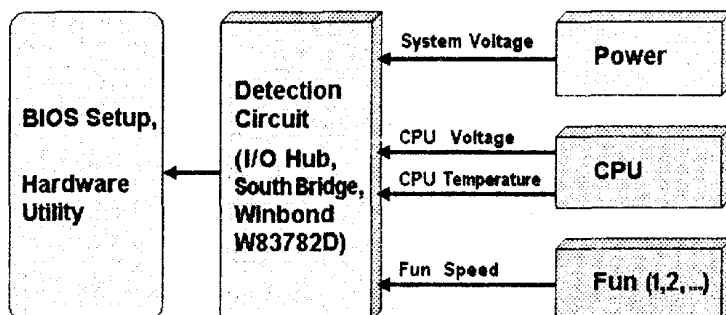 BIOS Setup,
Hardware
Utility
Detection
Circuit
(I/O Hub,
South Bridge,
Winbond
W83782D)
System Voltage
CPU Voltage
CPU Temperature
Fun Speed
Power
CPU
Fun (1,2,...)